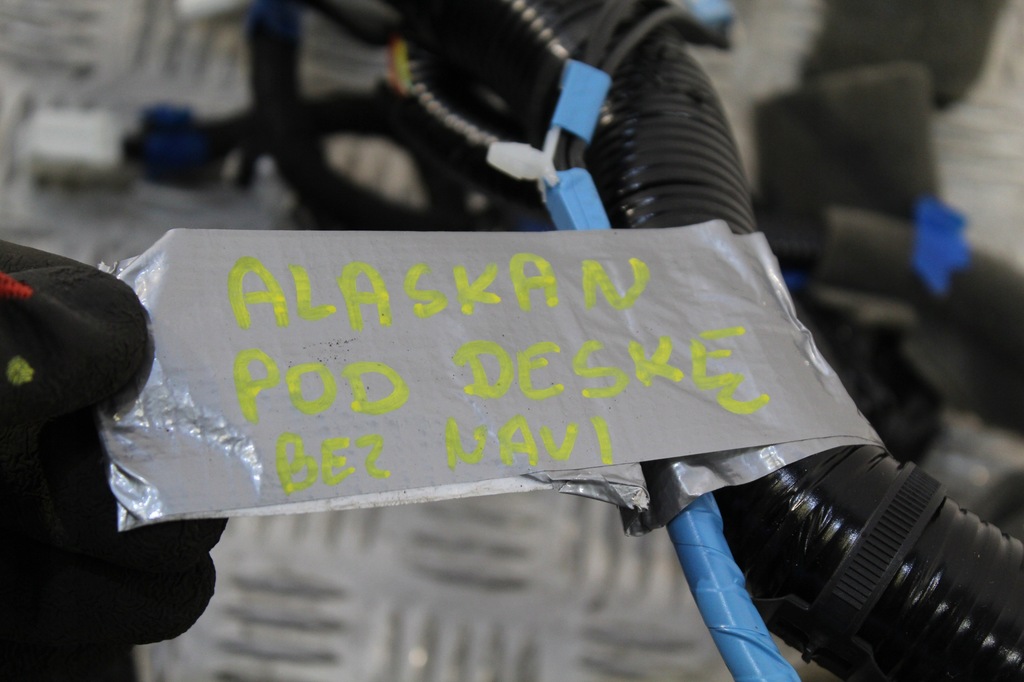 ALASKAN
POD DESKĘ
BEZ NAVI